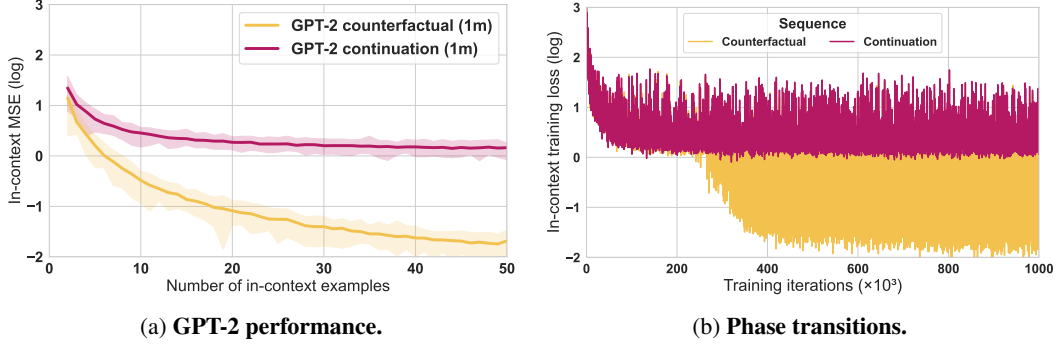 GPT-2 counterfactual (1m)
GPT-2 continuation (1m)
In-context MSE (log)
3
2
1
0
−1
−2
0
10
20
30
40
50
Number of in-context examples
(a) GPT-2 performance.
Sequence
Counterfactual
Continuation
In-context training loss (log)
3
2
1
0
−1
−2
0
200
400
600
800
1000
Training iterations (×10³)
(b) Phase transitions.